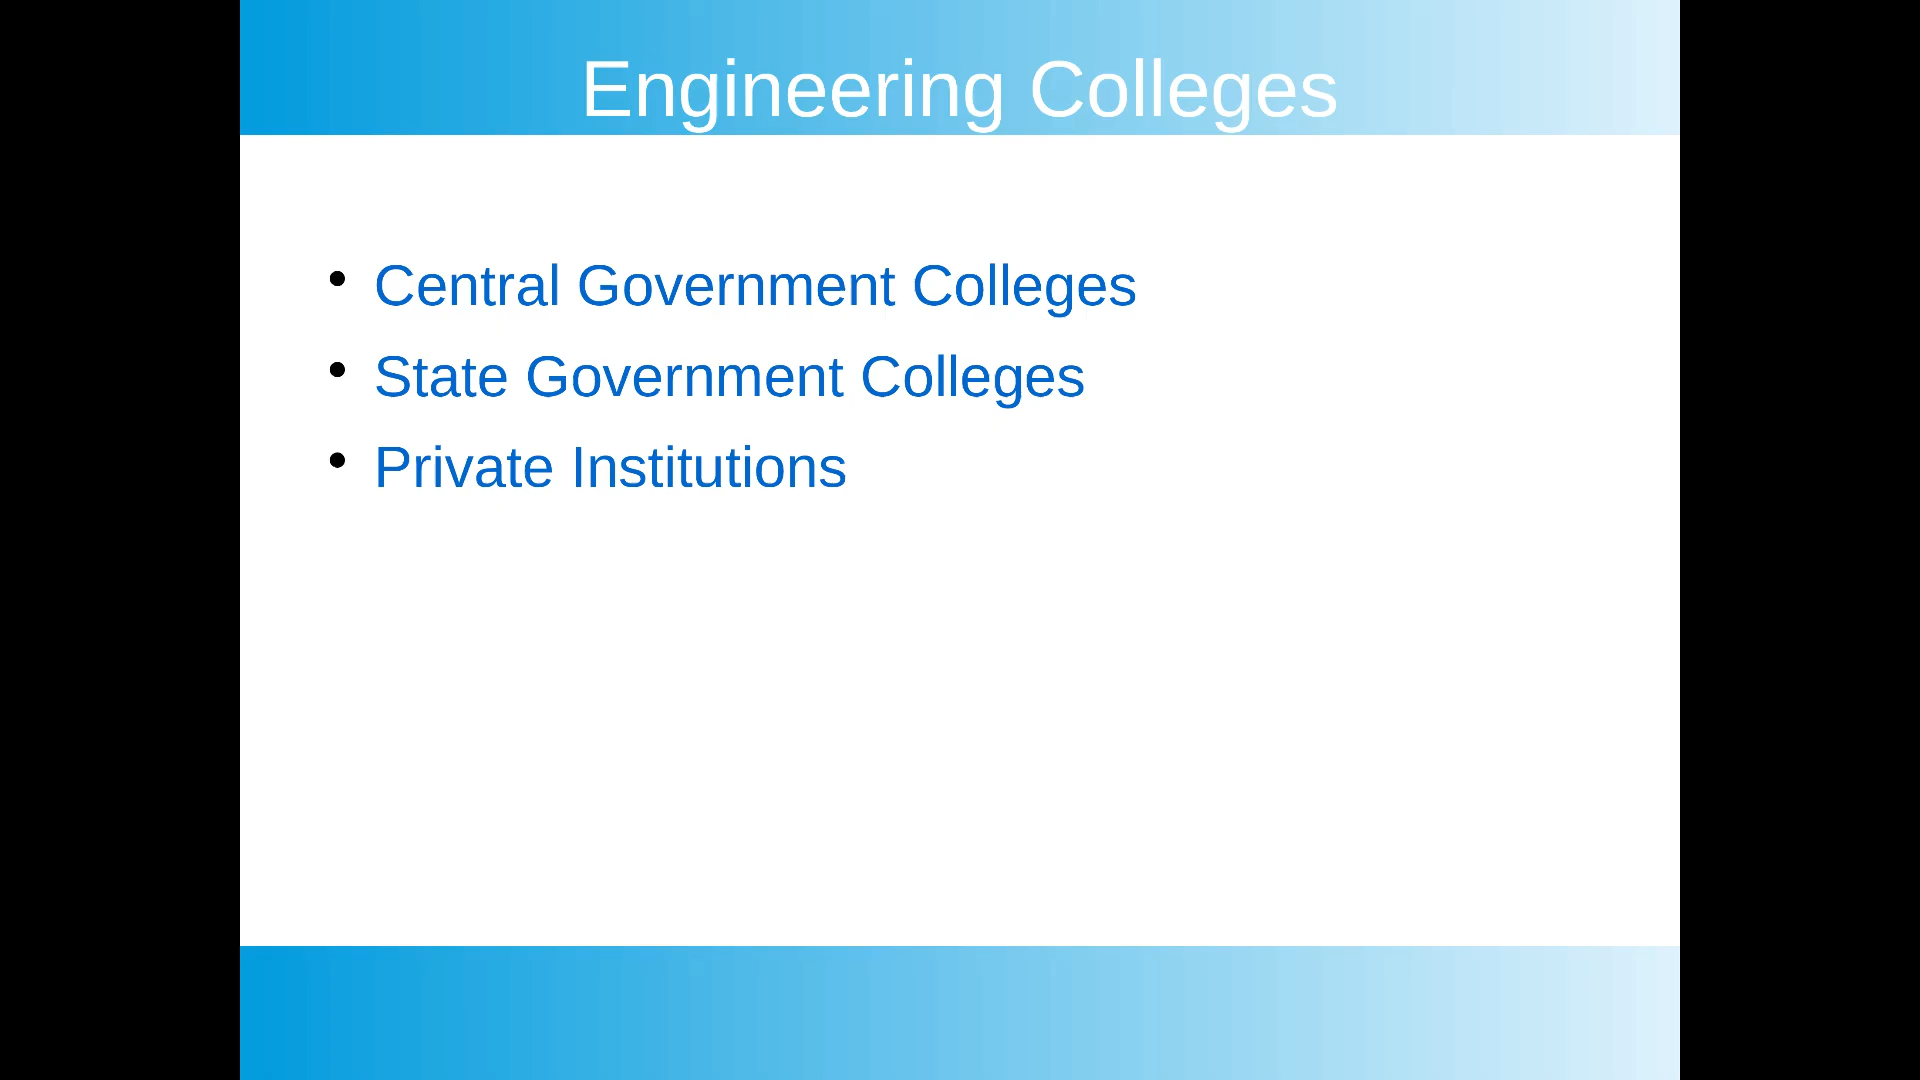 Engineering Colleges
• Central Government Colleges
• State Government Colleges
• Private Institutions